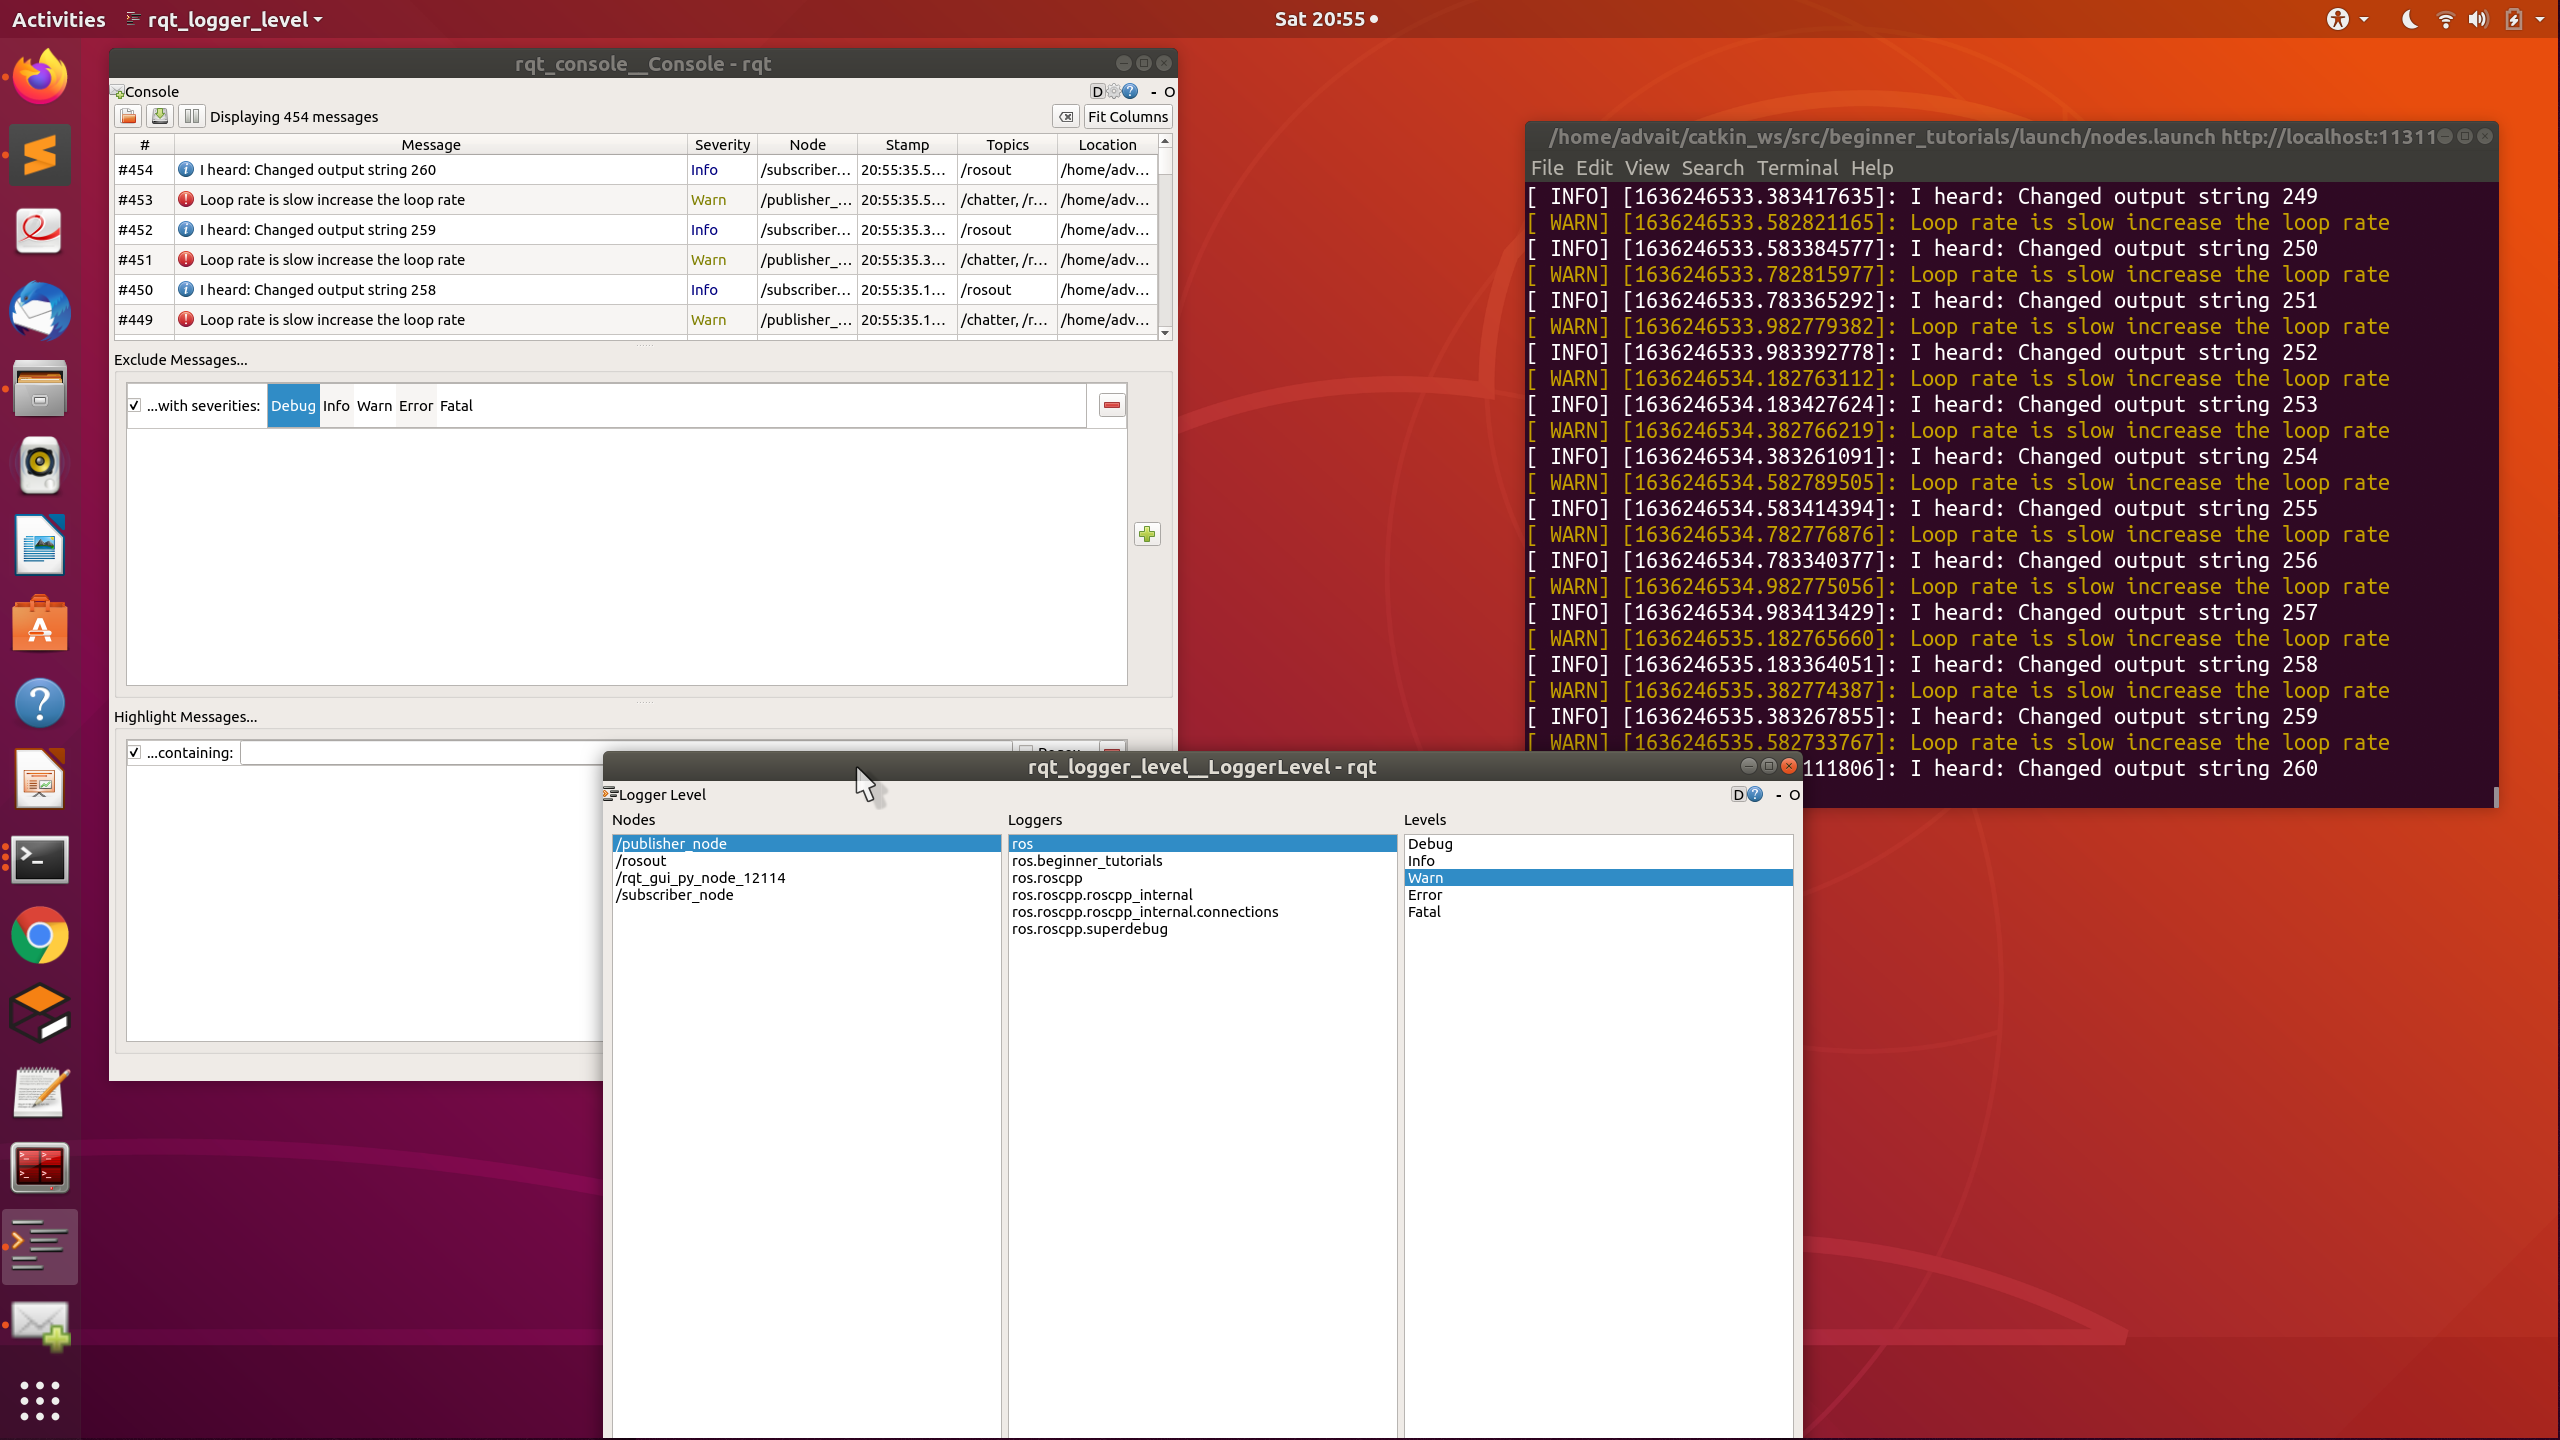 Activities rqt_logger_level Sat 20:55
rqt_console__Console - rqt
Console D - O
Displaying 454 messages Fit Columns
# Message Severity Node Stamp Topics Location
#454 I heard: Changed output string 260 Info /subscriber... 20:55:35.5... /rosout /home/adv...
#453 Loop rate is slow increase the loop rate Warn /publisher_... 20:55:35.5... /chatter, /r... /home/adv...
#452 I heard: Changed output string 259 Info /subscriber... 20:55:35.3... /rosout /home/adv...
#451 Loop rate is slow increase the loop rate Warn /publisher_... 20:55:35.3... /chatter, /r... /home/adv...
#450 I heard: Changed output string 258 Info /subscriber... 20:55:35.1... /rosout /home/adv...
#449 Loop rate is slow increase the loop rate Warn /publisher_... 20:55:35.1... /chatter, /r... /home/adv...
Exclude Messages...
...with severities: Debug Info Warn Error Fatal
Highlight Messages...
...containing:
/home/advait/catkin_ws/src/beginner_tutorials/launch/nodes.launch http://localhost:11311
File Edit View Search Terminal Help
[ INFO] [1636246533.383417635]: I heard: Changed output string 249
[ WARN] [1636246533.582821165]: Loop rate is slow increase the loop rate
[ INFO] [1636246533.583384577]: I heard: Changed output string 250
[ WARN] [1636246533.782815977]: Loop rate is slow increase the loop rate
[ INFO] [1636246533.783365292]: I heard: Changed output string 251
[ WARN] [1636246533.982779382]: Loop rate is slow increase the loop rate
[ INFO] [1636246533.983392778]: I heard: Changed output string 252
[ WARN] [1636246534.182763112]: Loop rate is slow increase the loop rate
[ INFO] [1636246534.183427624]: I heard: Changed output string 253
[ WARN] [1636246534.382766219]: Loop rate is slow increase the loop rate
[ INFO] [1636246534.383261091]: I heard: Changed output string 254
[ WARN] [1636246534.582789505]: Loop rate is slow increase the loop rate
[ INFO] [1636246534.583414394]: I heard: Changed output string 255
[ WARN] [1636246534.782776876]: Loop rate is slow increase the loop rate
[ INFO] [1636246534.783340377]: I heard: Changed output string 256
[ WARN] [1636246534.982775056]: Loop rate is slow increase the loop rate
[ INFO] [1636246534.983413429]: I heard: Changed output string 257
[ WARN] [1636246535.182765660]: Loop rate is slow increase the loop rate
[ INFO] [1636246535.183364051]: I heard: Changed output string 258
[ WARN] [1636246535.382774387]: Loop rate is slow increase the loop rate
[ INFO] [1636246535.383267855]: I heard: Changed output string 259
[ WARN] [1636246535.582733767]: Loop rate is slow increase the loop rate
111806]: I heard: Changed output string 260
rqt_logger_level__LoggerLevel - rqt
Logger Level D - O
Nodes Loggers Levels
/publisher_node ros Debug
/rosout ros.beginner_tutorials Info
/rqt_gui_py_node_12114 ros.roscpp Warn
/subscriber_node ros.roscpp.roscpp_internal Error
ros.roscpp.roscpp_internal.connections Fatal
ros.roscpp.superdebug